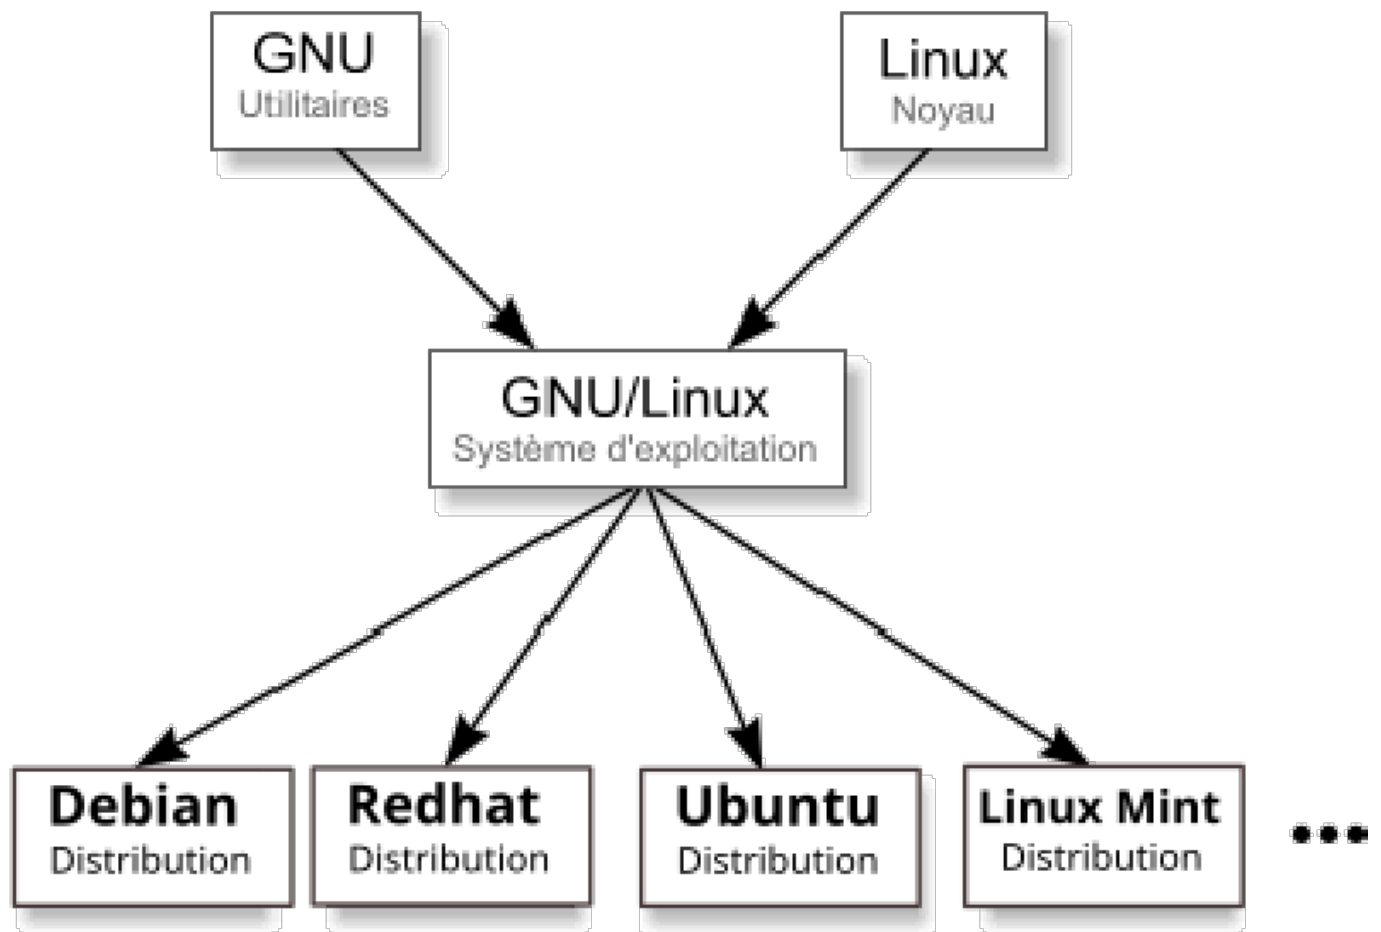 GNU
Utilitaires
Linux
Noyau
GNU/Linux
Système d'exploitation
Debian
Distribution
Redhat
Distribution
Ubuntu
Distribution
Linux Mint
Distribution
...